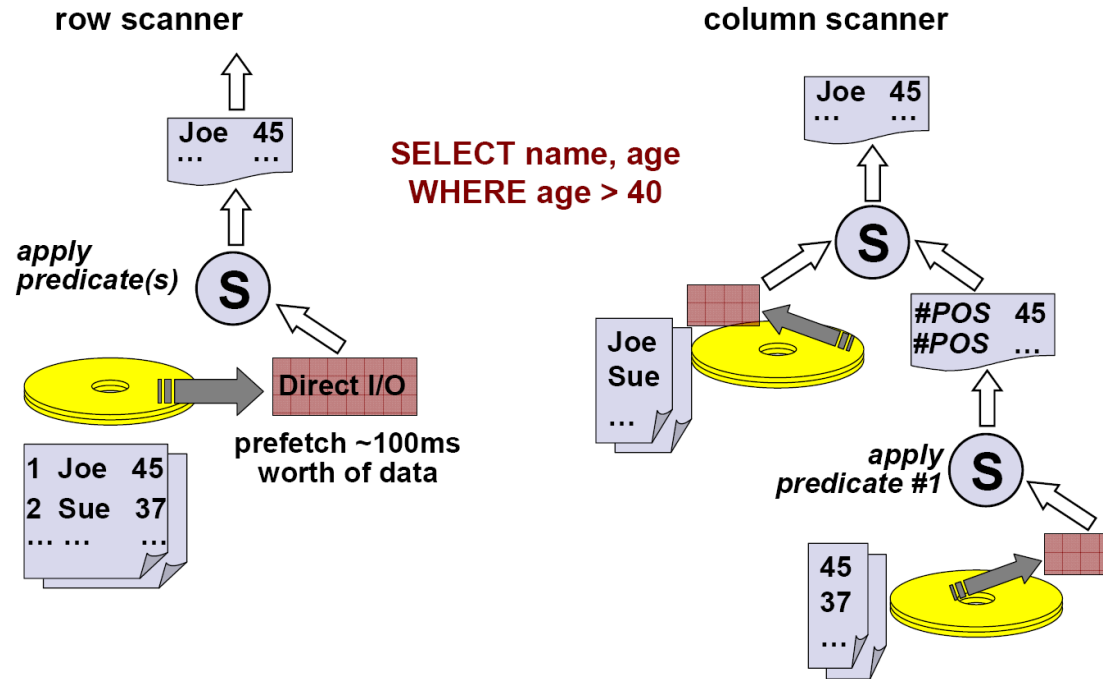 row scanner
Joe 45
... ...
apply
predicate(s)
S
Direct I/O
prefetch ~100ms
worth of data
1 Joe 45
2 Sue 37
... ... ...
SELECT name, age
WHERE age > 40
column scanner
Joe 45
... ...
S
Joe
Sue
...
#POS 45
#POS ...
apply
predicate #1
S
45
37
...